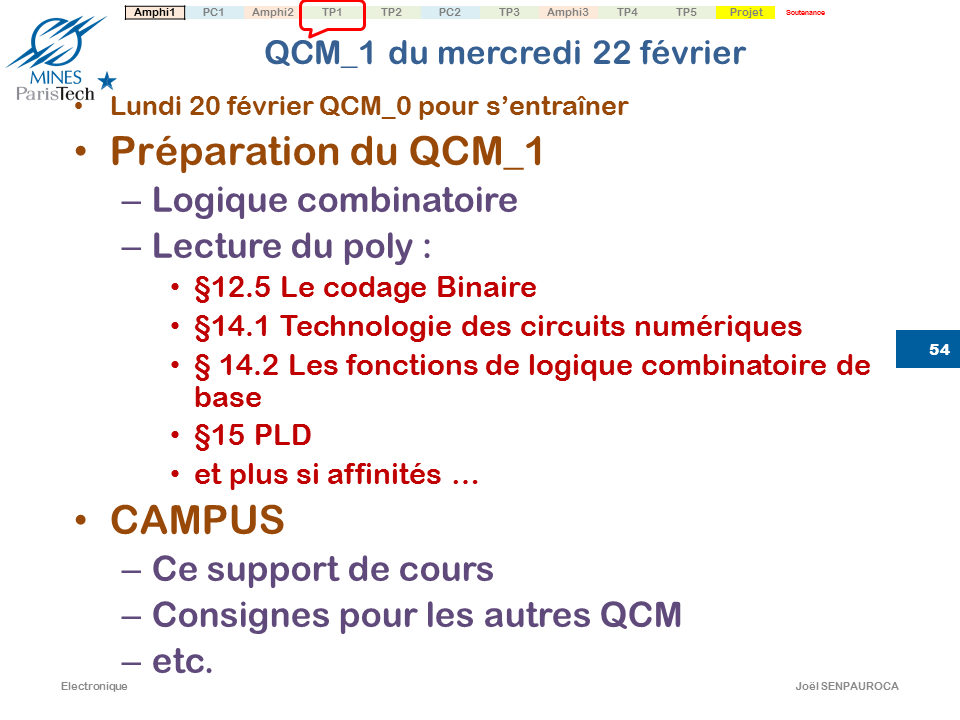 Amphi1 PC1 Amphi2 TP1 TP2 PC2 TP3 Amphi3 TP4 TP5 Projet Soutenance
MINES
ParisTech
QCM_1 du mercredi 22 février
• Lundi 20 février QCM_0 pour s’entraîner
• Préparation du QCM_1
– Logique combinatoire
– Lecture du poly :
• §12.5 Le codage Binaire
• §14.1 Technologie des circuits numériques
• § 14.2 Les fonctions de logique combinatoire de
base
• §15 PLD
• et plus si affinités …
• CAMPUS
– Ce support de cours
– Consignes pour les autres QCM
– etc.
54
Electronique
Joël SENPAUROCA